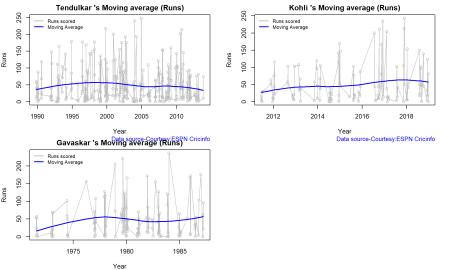 Tendulkar 's Moving average (Runs)
Runs scored
Moving Average
Runs
0 50 100 150 200 250
1990 1995 2000 2005 2010
Year
Data source-Courtesy:ESPN Cricinfo
Kohli 's Moving average (Runs)
Runs scored
Moving Average
Runs
0 50 100 150 200 250
2012 2014 2016 2018
Year
Data source-Courtesy:ESPN Cricinfo
Gavaskar 's Moving average (Runs)
Runs scored
Moving Average
Runs
0 50 100 150 200
1975 1980 1985
Year